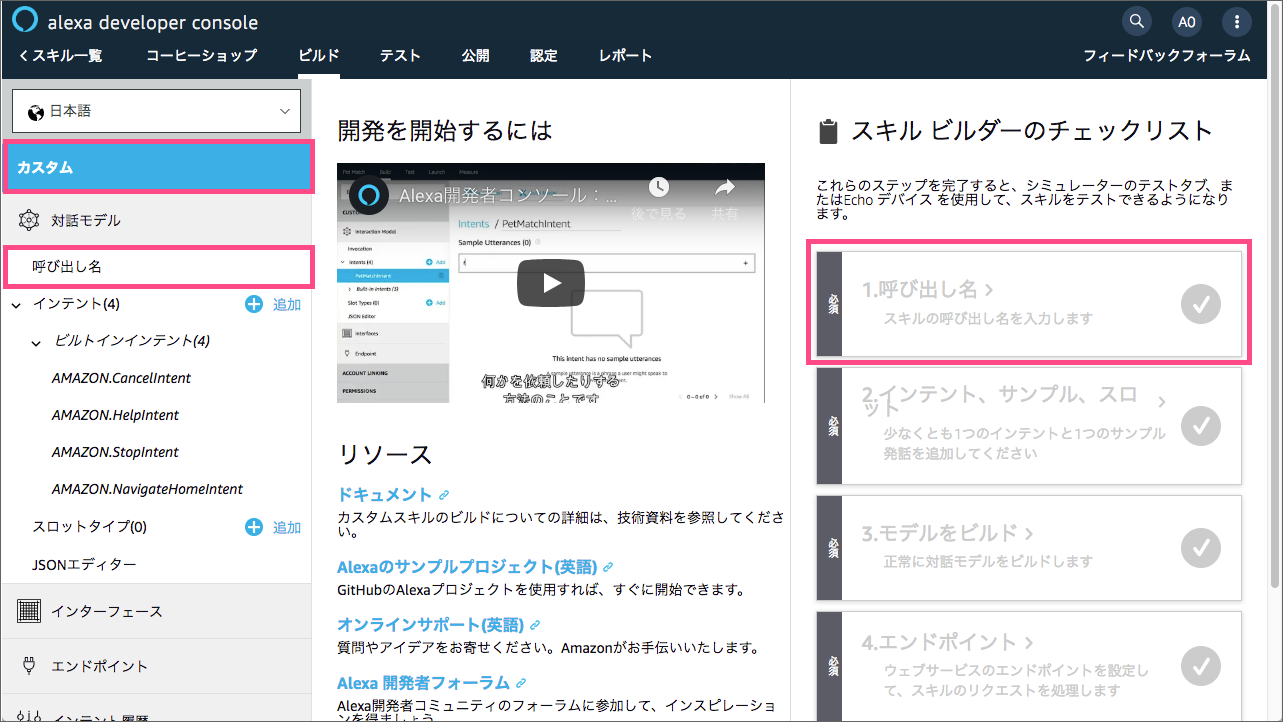 alexa developer console
A0
スキル一覧
コーヒーショップ
ビルド
テスト
公開
認定
レポート
フィードバックフォーラム
日本語
カスタム
対話モデル
呼び出し名
インテント(4)
追加
ビルトインインテント(4)
AMAZON.CancelIntent
AMAZON.HelpIntent
AMAZON.StopIntent
AMAZON.NavigateHomeIntent
スロットタイプ(0)
追加
JSONエディター
インターフェース
エンドポイント
インテント履歴
開発を開始するには
Pet Match Build Test Launch Measure
Alexa開発者コンソール：...
後で見る
共有
Interaction Model
Invocation
Intents (4)
Add
PetMatchIntent
Built-in Intents (3)
Slot Types (0)
Add
JSON Editor
Interfaces
Endpoint
ACCOUNT LINKING
PERMISSIONS
Intents / PetMatchIntent
Sample Utterances (0)
This intent has no sample utterances
A sample utterance is a phrase a user might speak to
何かを依頼したりする
方法のことです
0 – 0 of 0
Show All
リソース
ドキュメント
カスタムスキルのビルドについての詳細は、技術資料を参照してくださ
い。
Alexaのサンプルプロジェクト(英語)
GitHubのAlexaプロジェクトを使用すれば、すぐに開始できます。
オンラインサポート(英語)
質問やアイデアをお寄せください。Amazonがお手伝いいたします。
Alexa 開発者フォーラム
Alexa開発者コミュニティのフォーラムに参加して、インスピレーショ
ンを得ましょう
スキル ビルダーのチェックリスト
これらのステップを完了すると、シミュレーターのテストタブ、ま
たはEcho デバイス を使用して、スキルをテストできるようになり
ます。
必須
1.呼び出し名
スキルの呼び出し名を入力します
必須
2.インテント、サンプル、スロ
ット
少なくとも1つのインテントと1つのサンプル
発話を追加してください
必須
3.モデルをビルド
正常に対話モデルをビルドします
必須
4.エンドポイント
ウェブサービスのエンドポイントを設定し
て、スキルのリクエストを処理します